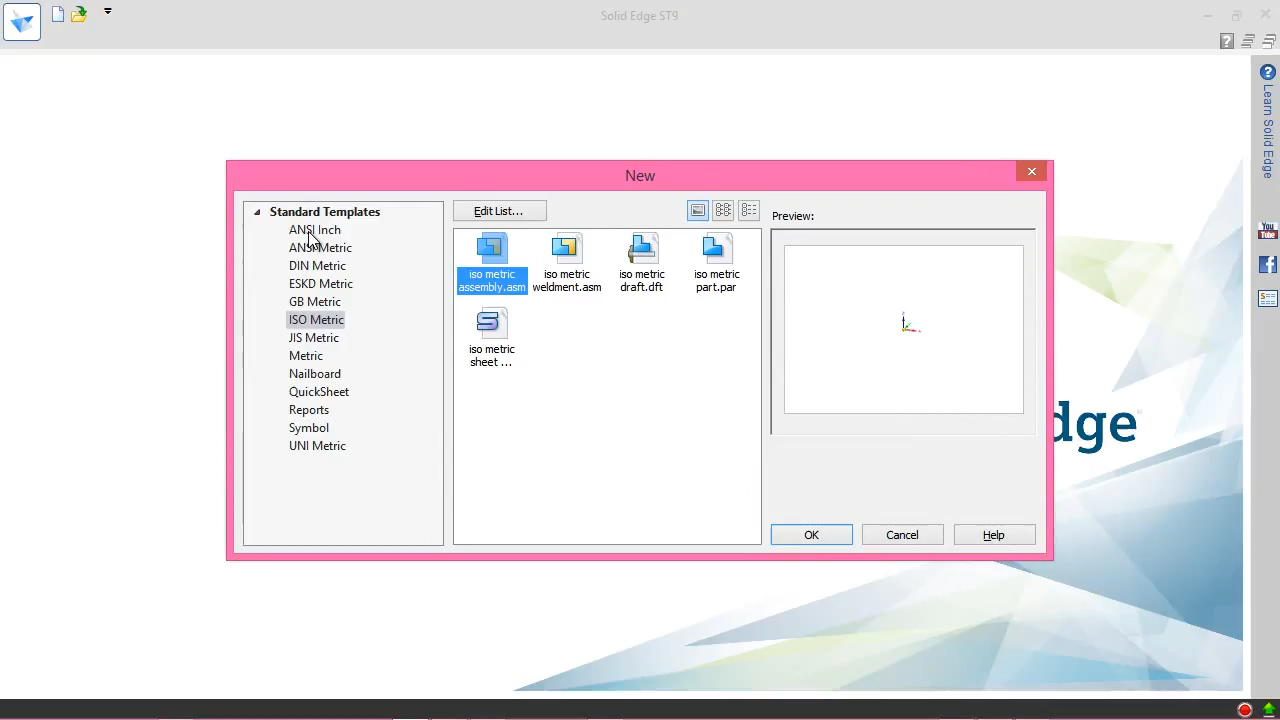 Solid Edge ST9
Learn Solid Edge
New
Standard Templates
ANSI Inch
ANSI Metric
DIN Metric
ESKD Metric
GB Metric
ISO Metric
JIS Metric
Metric
Nailboard
QuickSheet
Reports
Symbol
UNI Metric
Edit List...
iso metric
assembly.asm
iso metric
weldment.asm
iso metric
draft.dft
iso metric
part.par
iso metric
sheet ...
Preview:
OK
Cancel
Help
You
Tube
dge